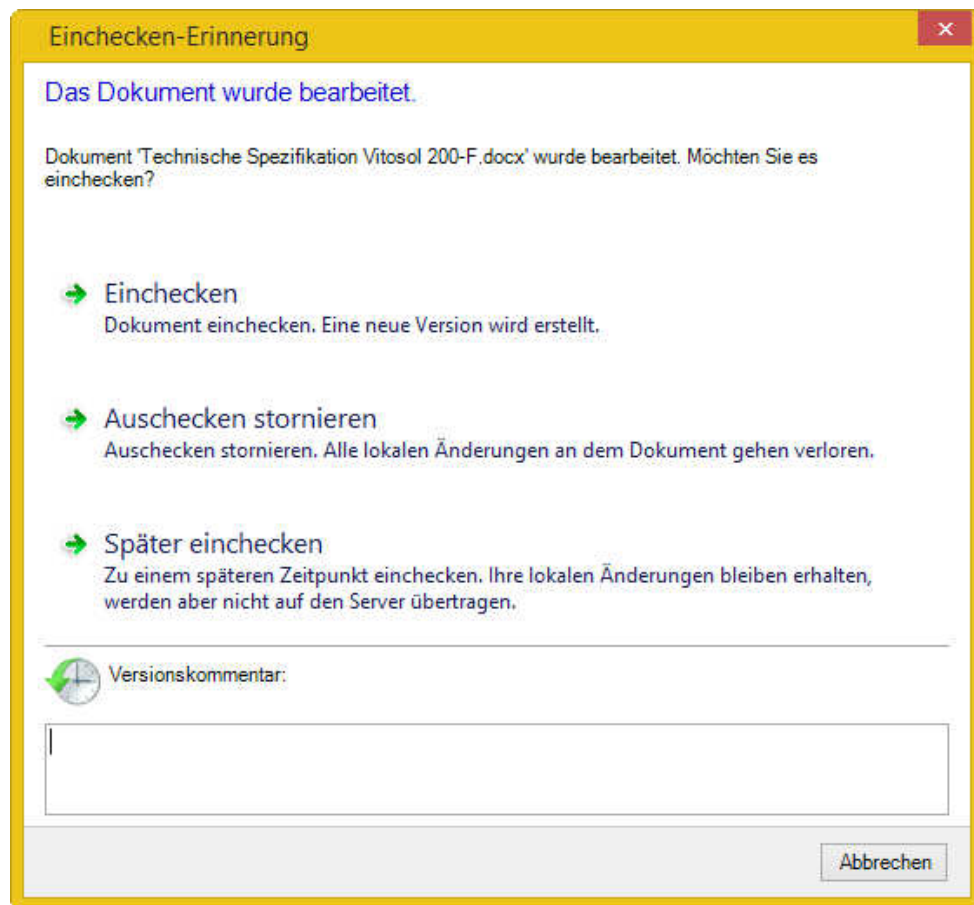 Einchecken-Erinnerung
Das Dokument wurde bearbeitet.
Dokument 'Technische Spezifikation Vitosol 200-F.docx' wurde bearbeitet. Möchten Sie es
einchecken?
Einchecken
Dokument einchecken. Eine neue Version wird erstellt.
Auschecken stornieren
Auschecken stornieren. Alle lokalen Änderungen an dem Dokument gehen verloren.
Später einchecken
Zu einem späteren Zeitpunkt einchecken. Ihre lokalen Änderungen bleiben erhalten,
werden aber nicht auf den Server übertragen.
Versionskommentar:
Abbrechen